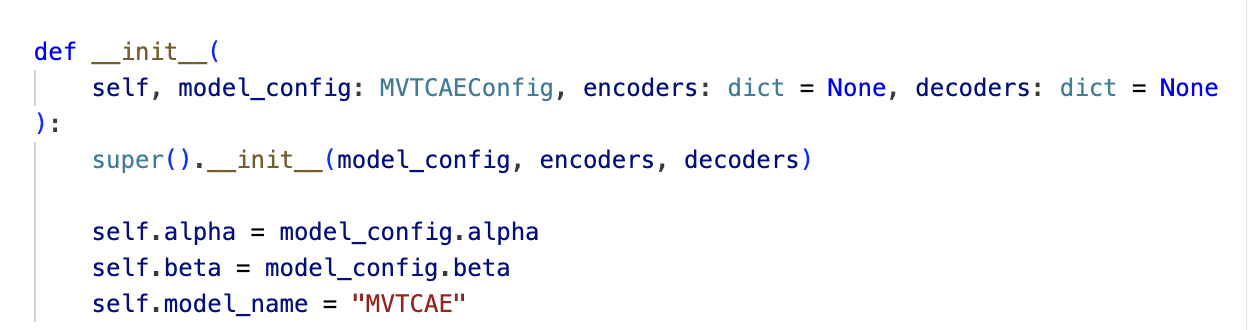 def __init__(
    self, model_config: MVTCAEConfig, encoders: dict = None, decoders: dict = None
):
    super().__init__(model_config, encoders, decoders)

    self.alpha = model_config.alpha
    self.beta = model_config.beta
    self.model_name = "MVTCAE"